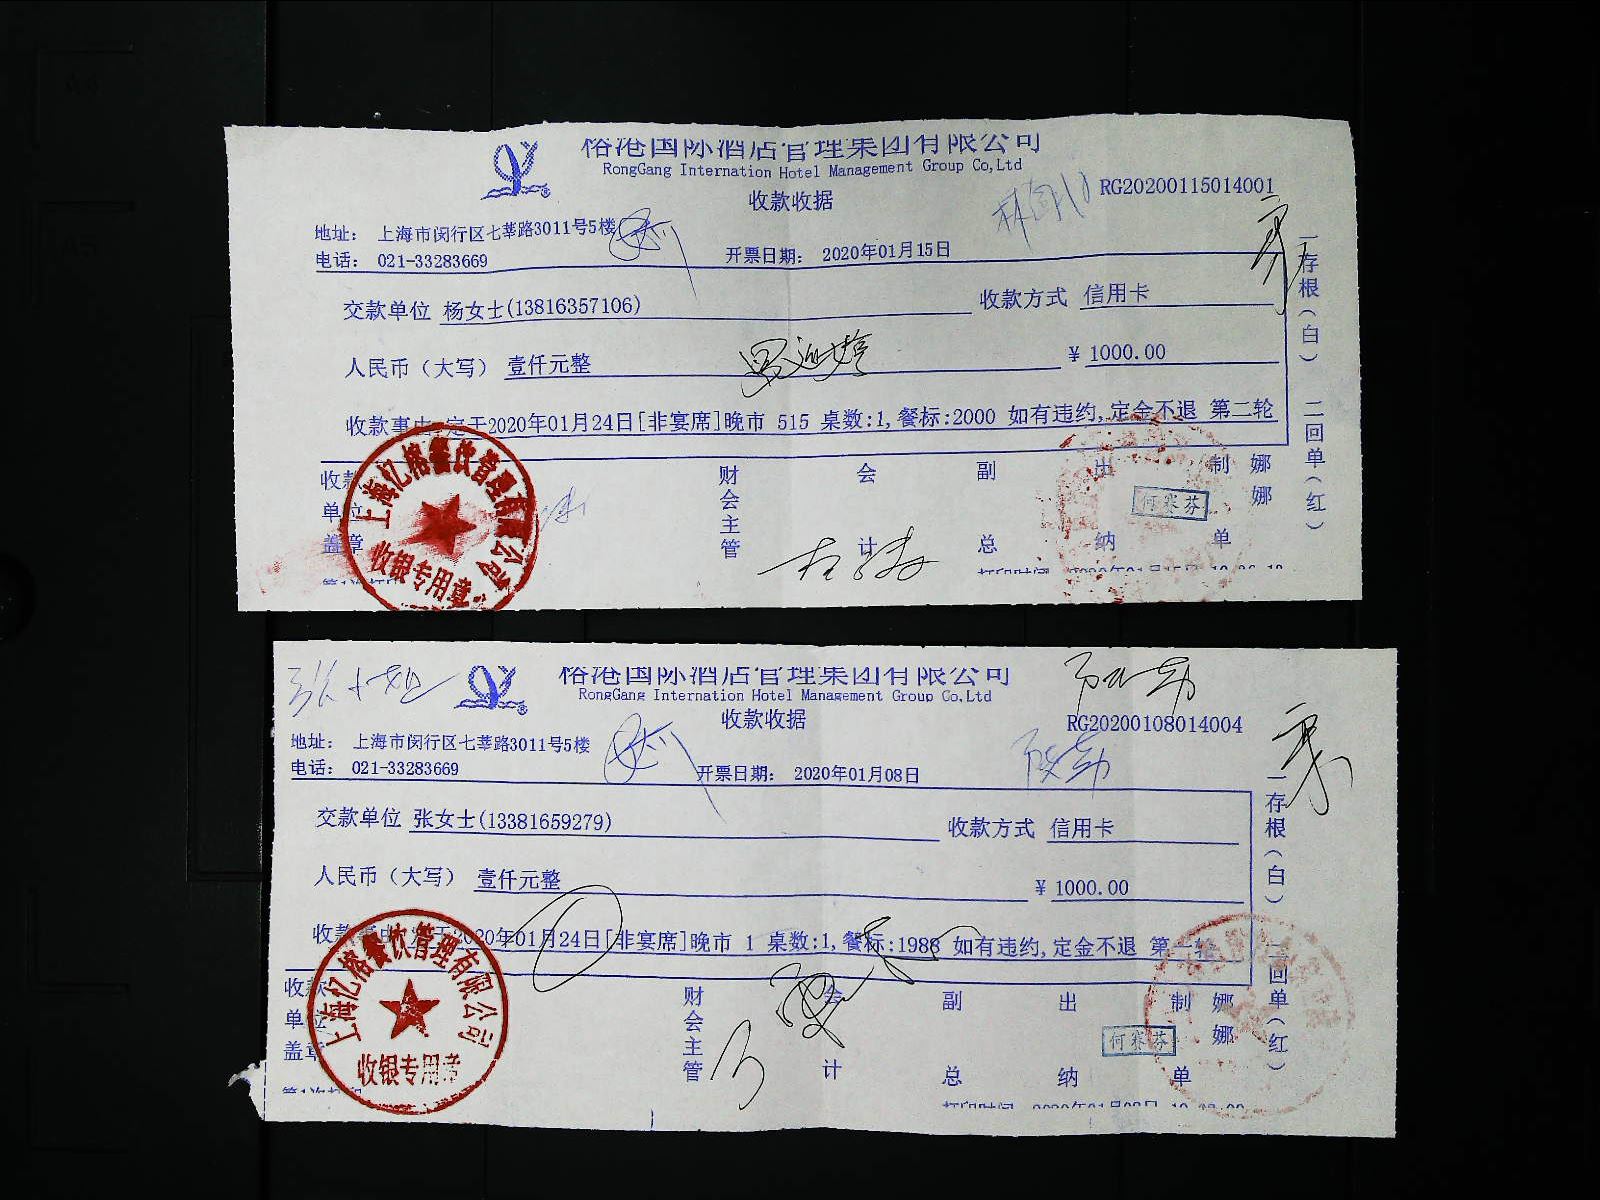 榕港国际酒店管理集团有限公司
RongGang Internation Hotel Management Group Co,Ltd
收款收据
RG20200115014001
地址： 上海市闵行区七莘路3011号5楼
电话： 021-33283669
开票日期： 2020年01月15日
交款单位 杨女士(13816357106)
收款方式 信用卡
人民币（大写） 壹仟元整
¥ 1000.00
收款事由 定于2020年01月24日[非宴席]晚市 515 桌数:1,餐标:2000 如有违约,定金不退 第二轮
收款单位盖章
财会主管
会计
副总
出纳
何赛芬
制单
娜娜
一存根（白） 二回单（红）
上海亿榕餐饮管理有限公司
收银专用章
打印时间
榕港国际酒店管理集团有限公司
RongGang Internation Hotel Management Group Co,Ltd
收款收据
RG20200108014004
地址： 上海市闵行区七莘路3011号5楼
电话： 021-33283669
开票日期： 2020年01月08日
交款单位 张女士(13381659279)
收款方式 信用卡
人民币（大写） 壹仟元整
¥ 1000.00
收款事由 定于2020年01月24日[非宴席]晚市 1 桌数:1,餐标:1988 如有违约,定金不退 第一轮
收款单位盖章
财会主管
会计
副总
出纳
何赛芬
制单
娜娜
一存根（白） 二回单（红）
上海亿榕餐饮管理有限公司
收银专用章
打印时间